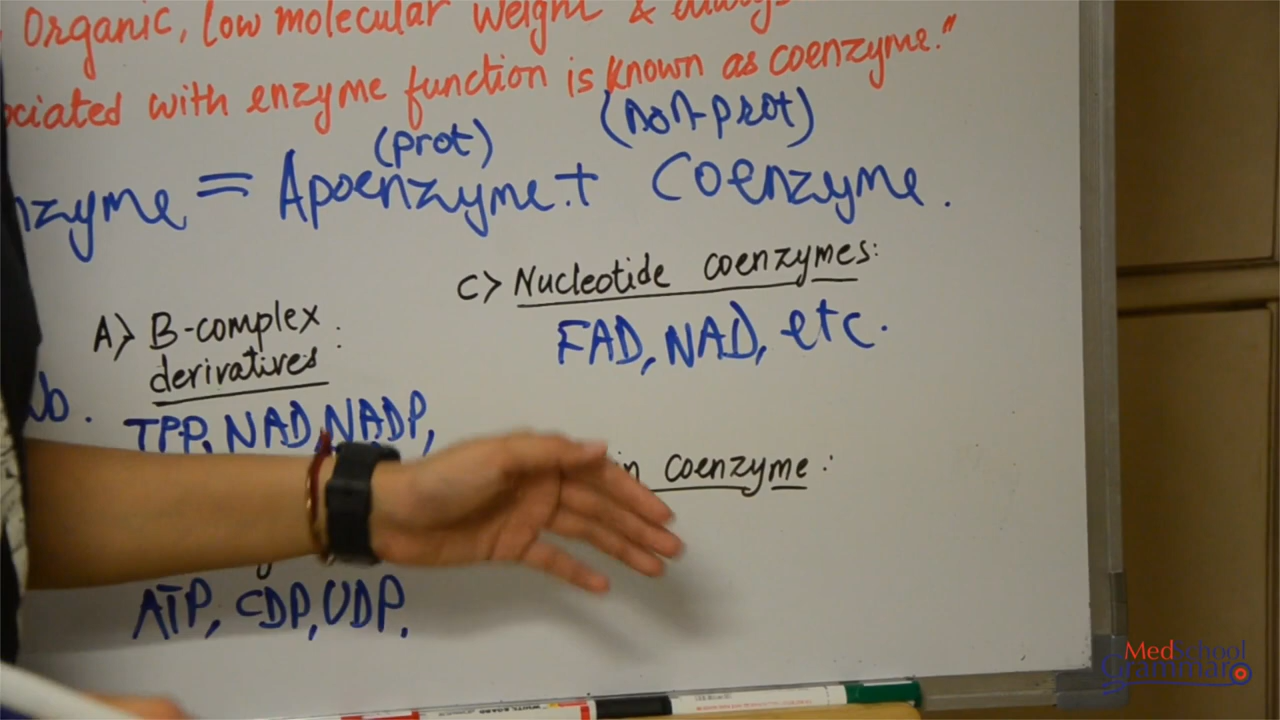 Organic, Low molecular Weight &
ociated with enzyme function is known as coenzyme."
(prot)
(non-prot)
nzyme = Apoenzyme + Coenzyme.
C> Nucleotide coenzymes:
FAD, NAD, etc.
A> B-complex
derivatives:
TPP, NAD, NADP,
in coenzyme:
ATP, CDP, UDP.
MedSchool
Grammar